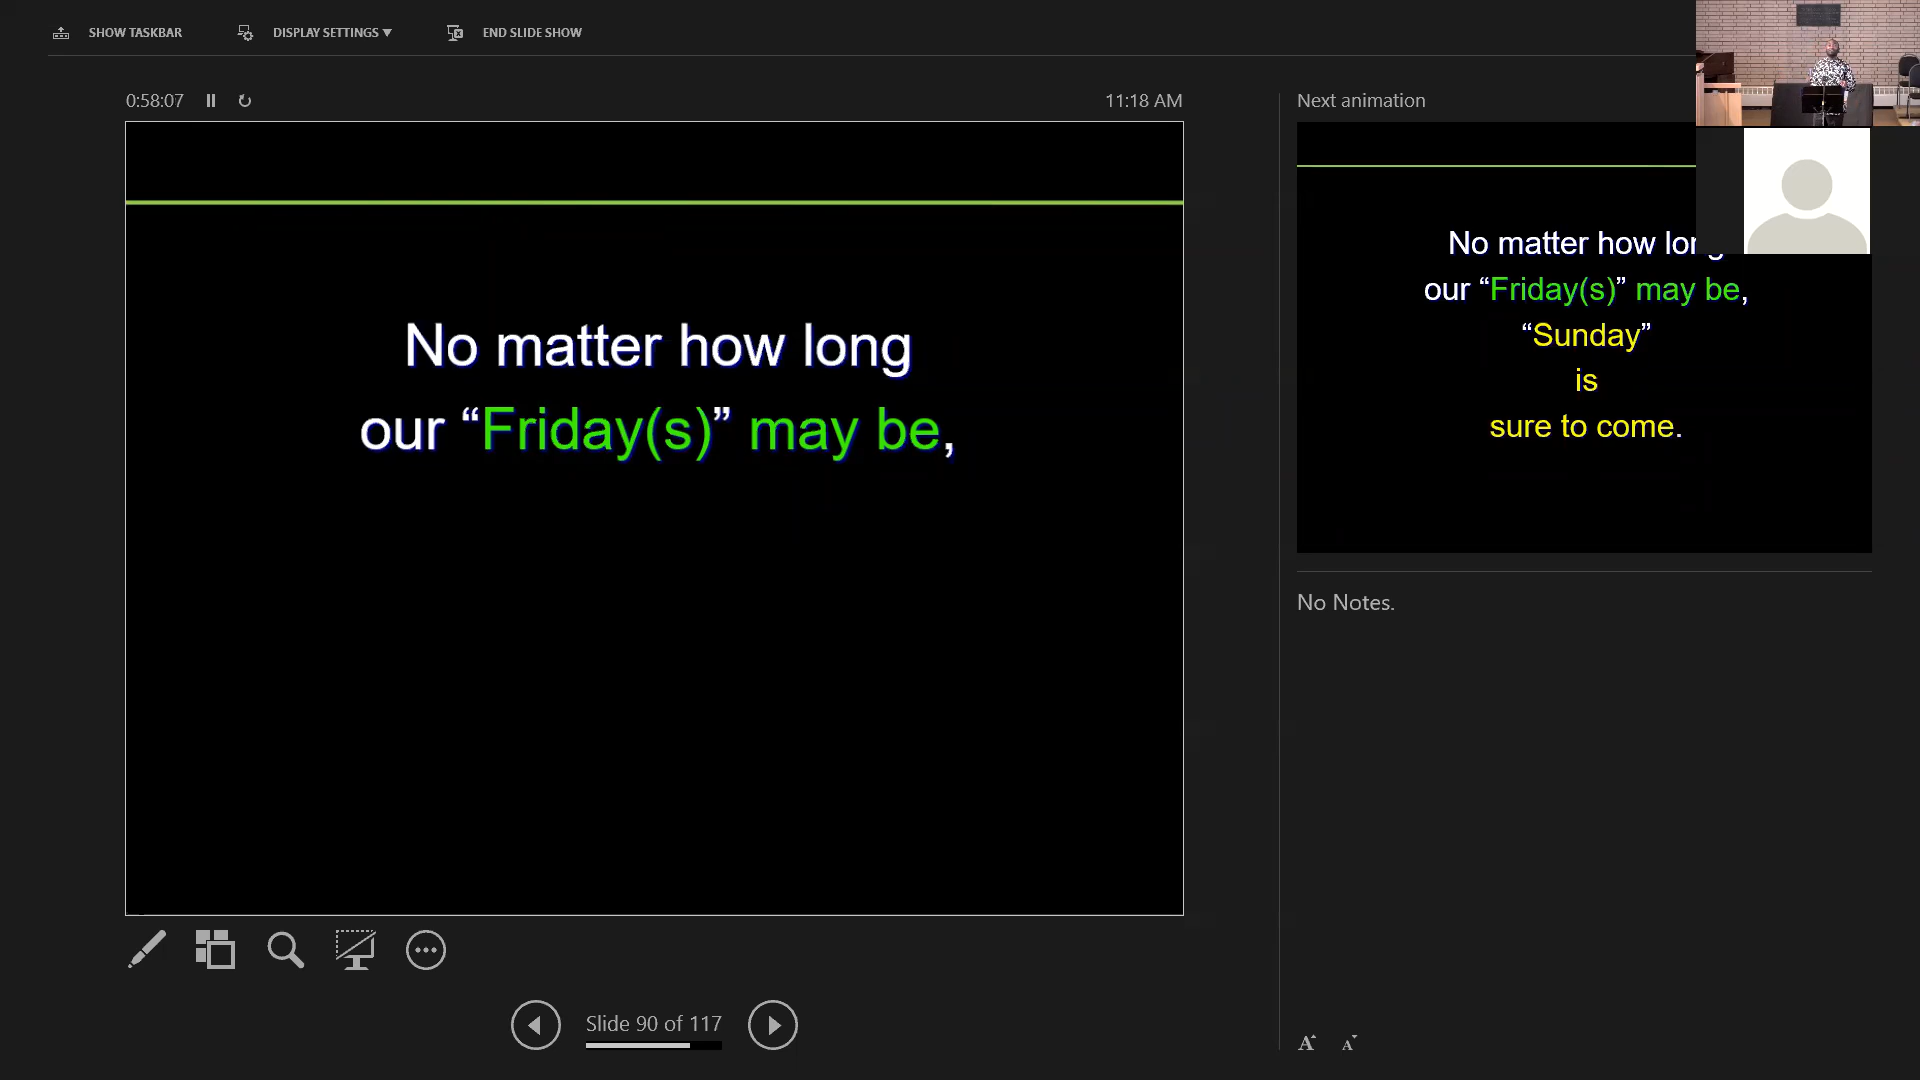 SHOW TASKBAR
DISPLAY SETTINGS ▼
END SLIDE SHOW
0:58:07
11:18 AM
No matter how long
our “Friday(s)” may be,
Slide 90 of 117
Next animation
No matter how long
our “Friday(s)” may be,
“Sunday”
is
sure to come.
No Notes.
A A